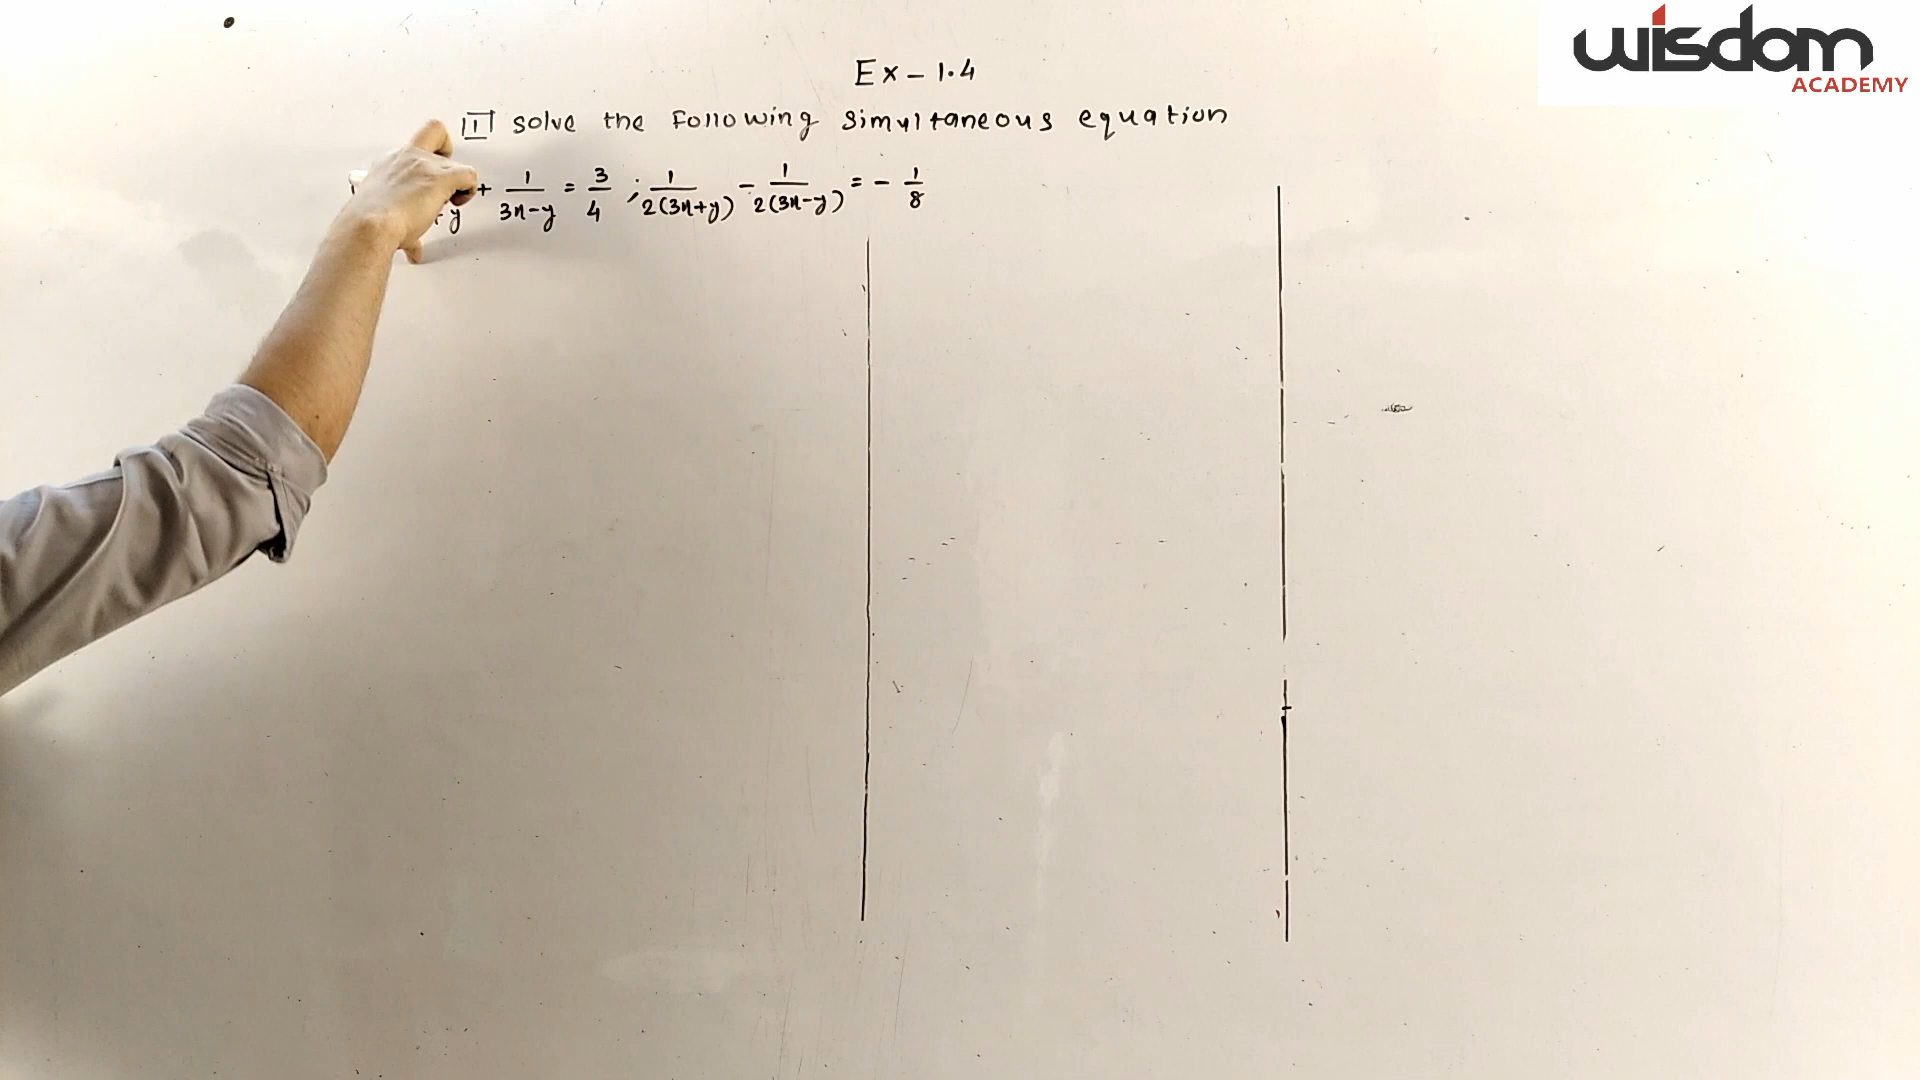 wisdom
ACADEMY
Ex - 1.4
II solve the following simultaneous equation
+y + 1/3x-y = 3/4 ; 1/2(3x+y) - 1/2(3x-y) = - 1/8